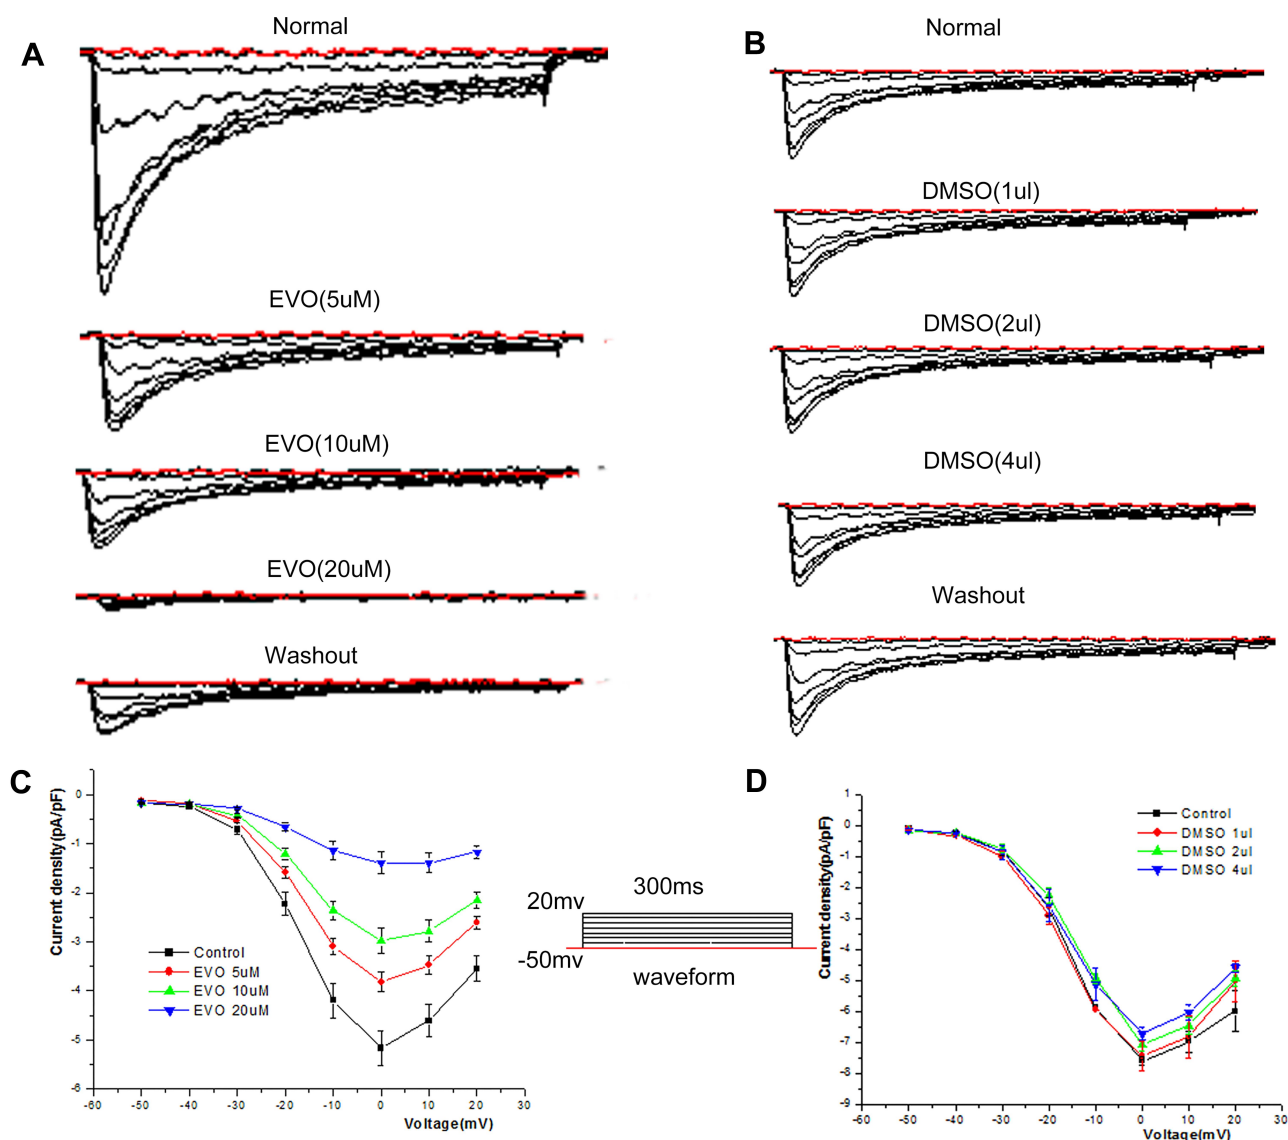 A
Normal
EVO(5uM)
EVO(10uM)
EVO(20uM)
Washout
B
Normal
DMSO(1ul)
DMSO(2ul)
DMSO(4ul)
Washout
C
Current density(pA/pF)
0
-1
-2
-3
-4
-5
-6
Control
EVO 5uM
EVO 10uM
EVO 20uM
-60 -50 -40 -30 -20 -10 0 10 20 30
Voltage(mV)
300ms
20mv
-50mv
waveform
D
Current density(pA/pF)
1
0
-1
-2
-3
-4
-5
-6
-7
-8
-9
Control
DMSO 1ul
DMSO 2ul
DMSO 4ul
-60 -50 -40 -30 -20 -10 0 10 20 30
Voltage(mV)